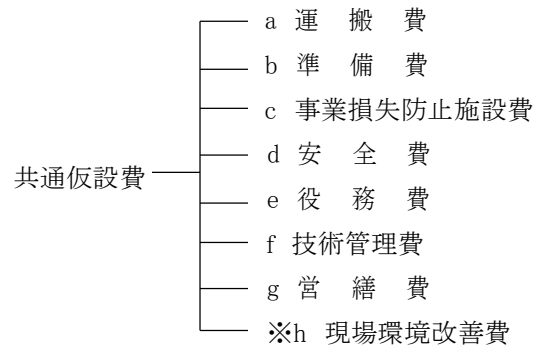 a 運搬費
b 準備費
c 事業損失防止施設費
d 安全費
共通仮設費
e 役務費
f 技術管理費
g 営繕費
※h 現場環境改善費